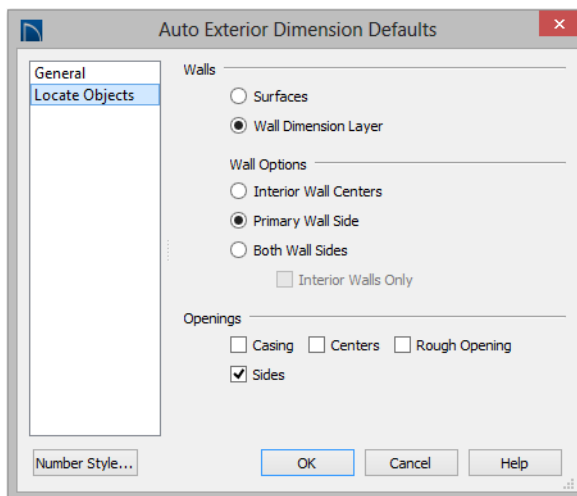 Auto Exterior Dimension Defaults
General
Locate Objects
Walls
Surfaces
Wall Dimension Layer
Wall Options
Interior Wall Centers
Primary Wall Side
Both Wall Sides
Interior Walls Only
Openings
Casing Centers Rough Opening
Sides
Number Style... OK Cancel Help